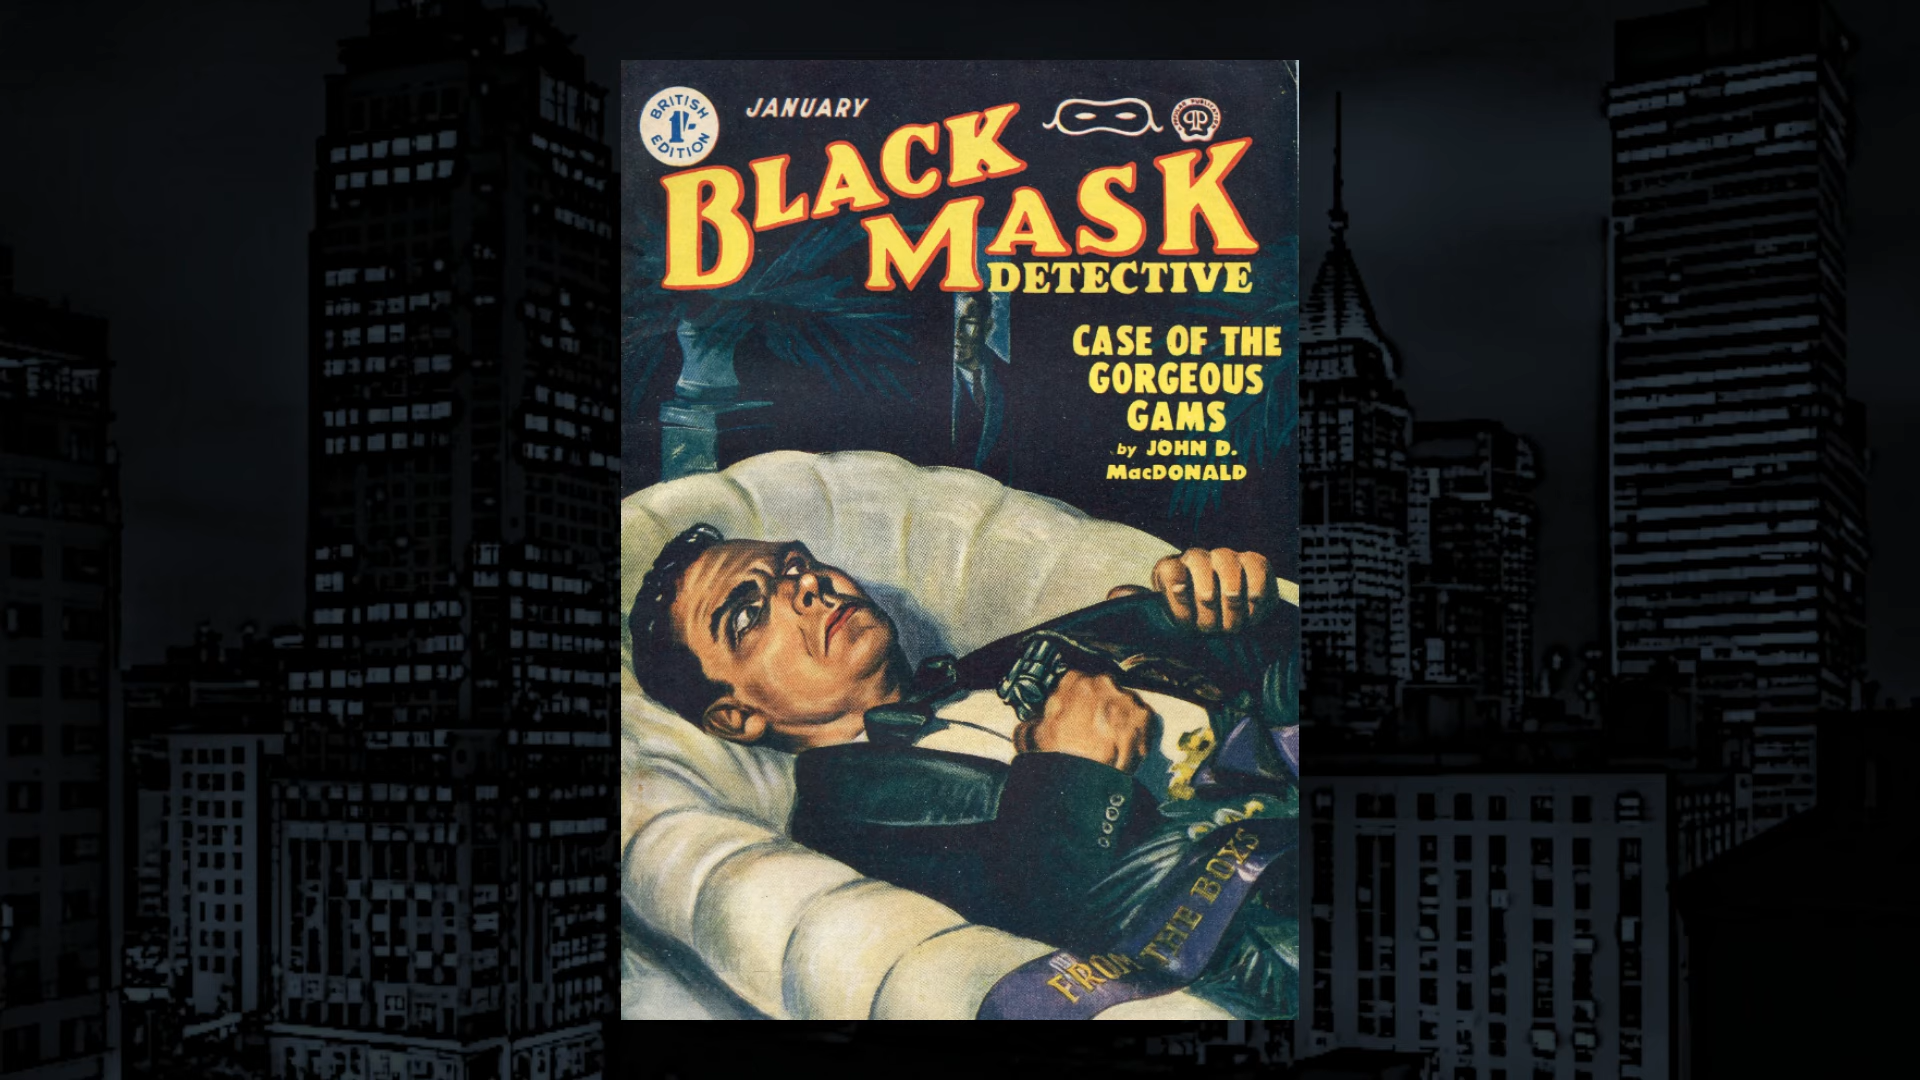 BRITISH
1/-
EDITION
JANUARY
BLACK
MASK
DETECTIVE
CASE OF THE
GORGEOUS
GAMS
by JOHN D.
MacDONALD
FROM THE BOYS